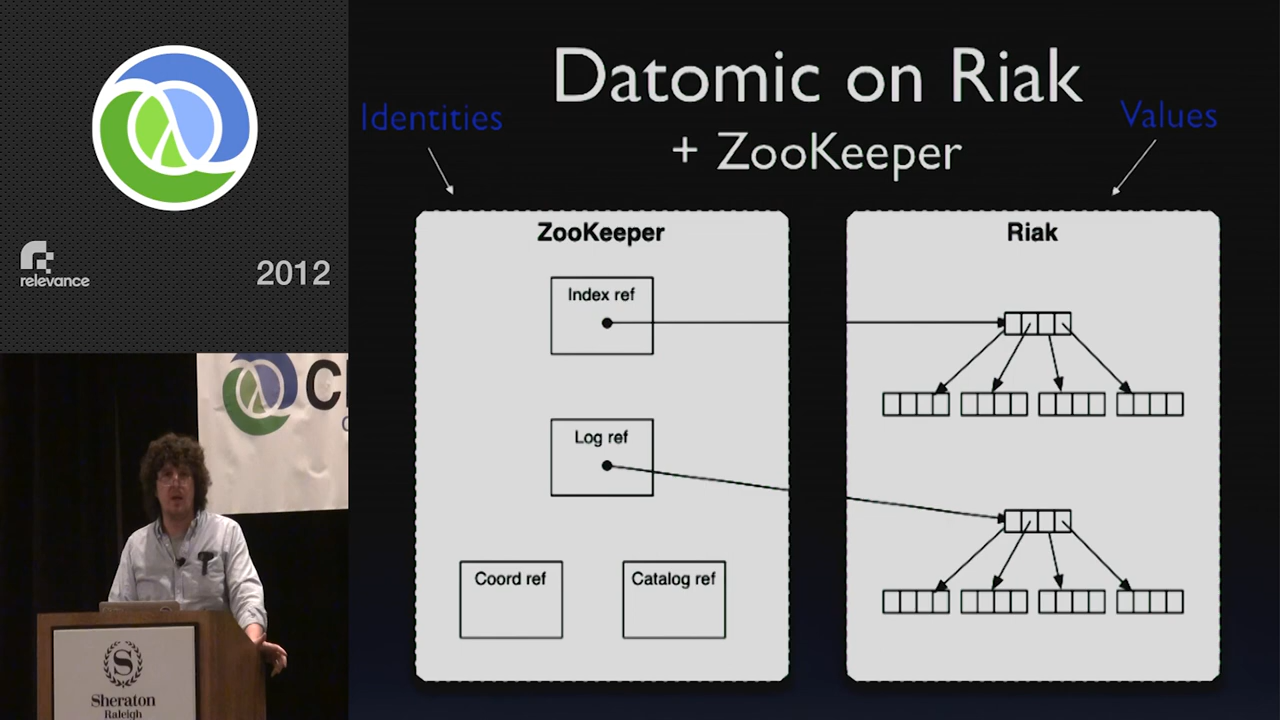 relevance
2012
Datomic on Riak
+ ZooKeeper
Identities
Values
ZooKeeper
Index ref
Log ref
Coord ref
Catalog ref
Riak
C
S
Sheraton
Raleigh